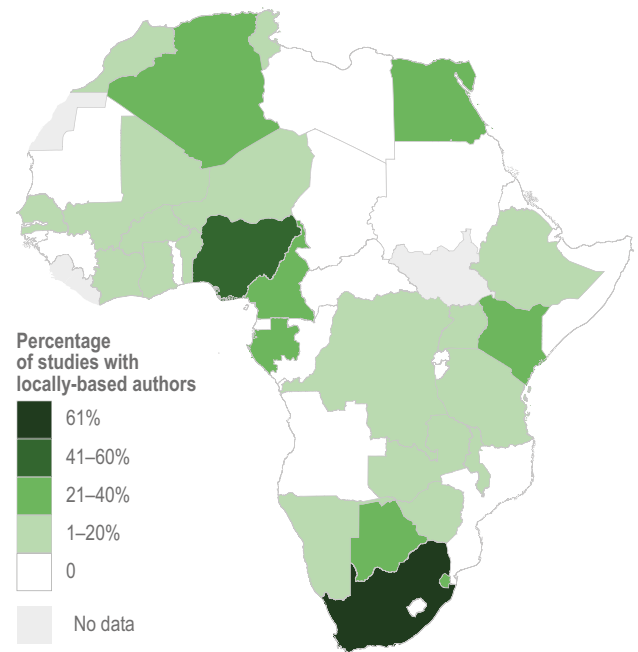 Percentage
of studies with
locally-based authors
61%
41–60%
21–40%
1–20%
0
No data